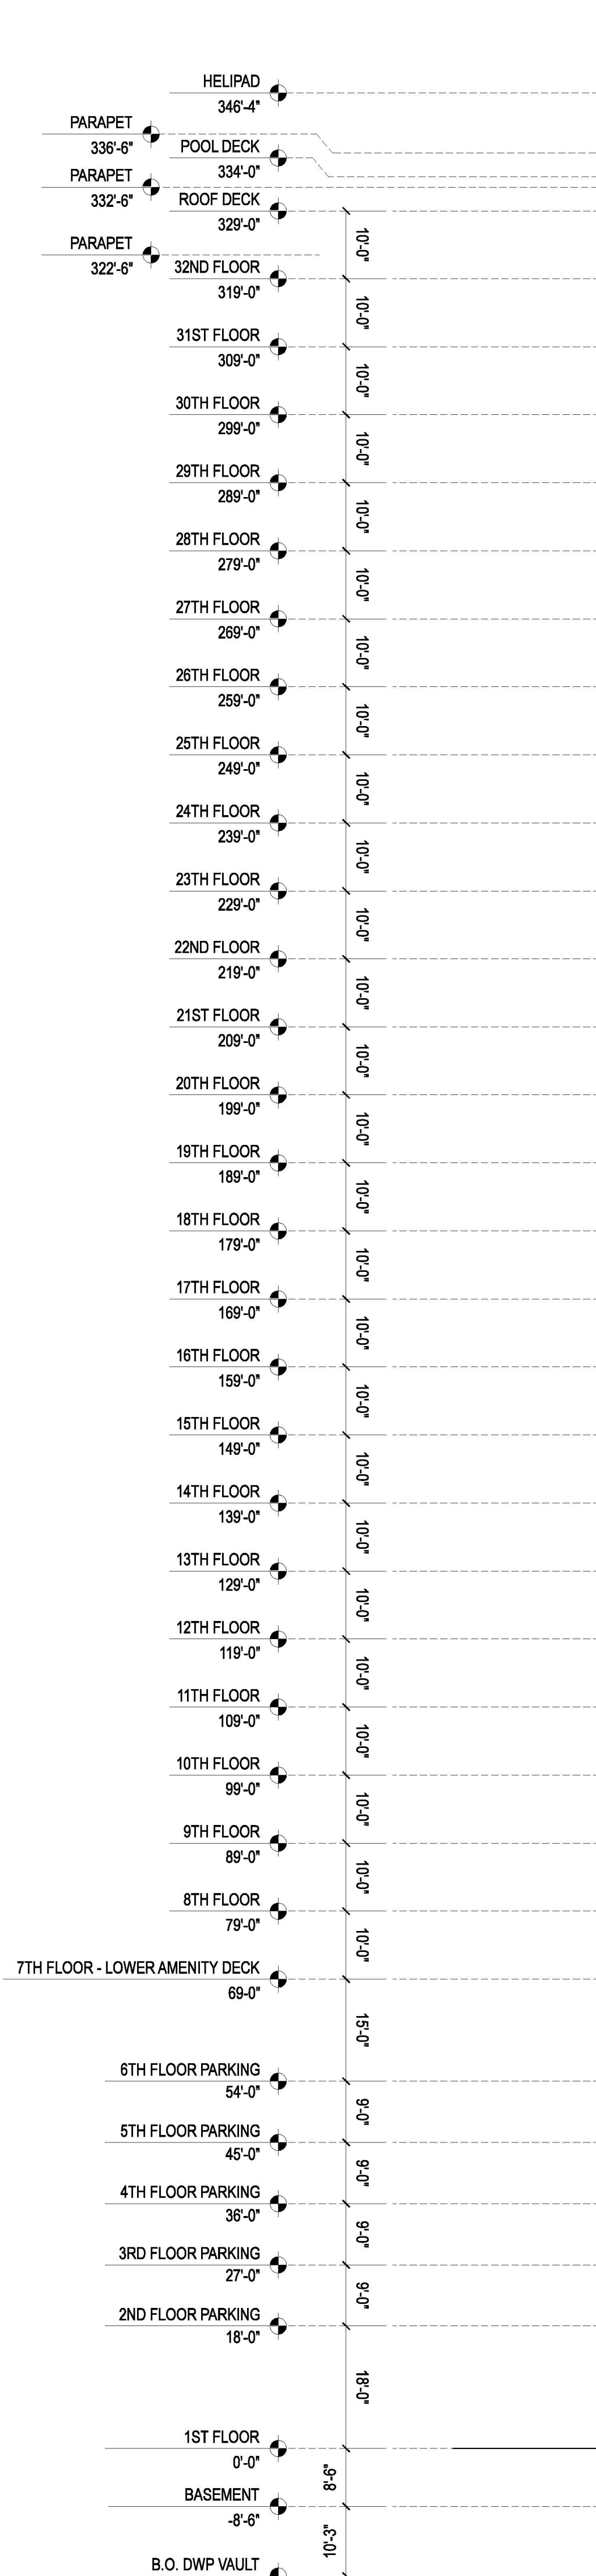 HELIPAD
346'-4"
PARAPET
336'-6"
POOL DECK
334'-0"
PARAPET
332'-6"
ROOF DECK
329'-0"
10'-0"
PARAPET
322'-6"
32ND FLOOR
319'-0"
10'-0"
31ST FLOOR
309'-0"
10'-0"
30TH FLOOR
299'-0"
10'-0"
29TH FLOOR
289'-0"
10'-0"
28TH FLOOR
279'-0"
10'-0"
27TH FLOOR
269'-0"
10'-0"
26TH FLOOR
259'-0"
10'-0"
25TH FLOOR
249'-0"
10'-0"
24TH FLOOR
239'-0"
10'-0"
23TH FLOOR
229'-0"
10'-0"
22ND FLOOR
219'-0"
10'-0"
21ST FLOOR
209'-0"
10'-0"
20TH FLOOR
199'-0"
10'-0"
19TH FLOOR
189'-0"
10'-0"
18TH FLOOR
179'-0"
10'-0"
17TH FLOOR
169'-0"
10'-0"
16TH FLOOR
159'-0"
10'-0"
15TH FLOOR
149'-0"
10'-0"
14TH FLOOR
139'-0"
10'-0"
13TH FLOOR
129'-0"
10'-0"
12TH FLOOR
119'-0"
10'-0"
11TH FLOOR
109'-0"
10'-0"
10TH FLOOR
99'-0"
10'-0"
9TH FLOOR
89'-0"
10'-0"
8TH FLOOR
79'-0"
10'-0"
7TH FLOOR - LOWER AMENITY DECK
69-0"
15'-0"
6TH FLOOR PARKING
54'-0"
9'-0"
5TH FLOOR PARKING
45'-0"
9'-0"
4TH FLOOR PARKING
36'-0"
9'-0"
3RD FLOOR PARKING
27'-0"
9'-0"
2ND FLOOR PARKING
18'-0"
18'-0"
1ST FLOOR
0'-0"
8'-6"
BASEMENT
-8'-6"
10'-3"
B.O. DWP VAULT